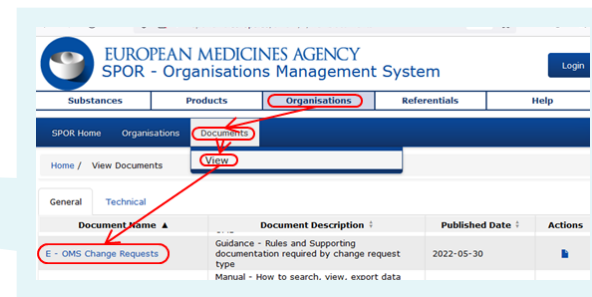 EUROPEAN MEDICINES AGENCY
SPOR - Organisations Management System
Login
Substances Products Organisations Referentials Help
SPOR Home Organisations Documents
Home / View Documents
View
General Technical
Document Name ▲ Document Description Published Date Actions
E - OMS Change Requests
Guidance - Rules and Supporting
documentation required by change request
type
2022-05-30
Manual - How to search, view, export data